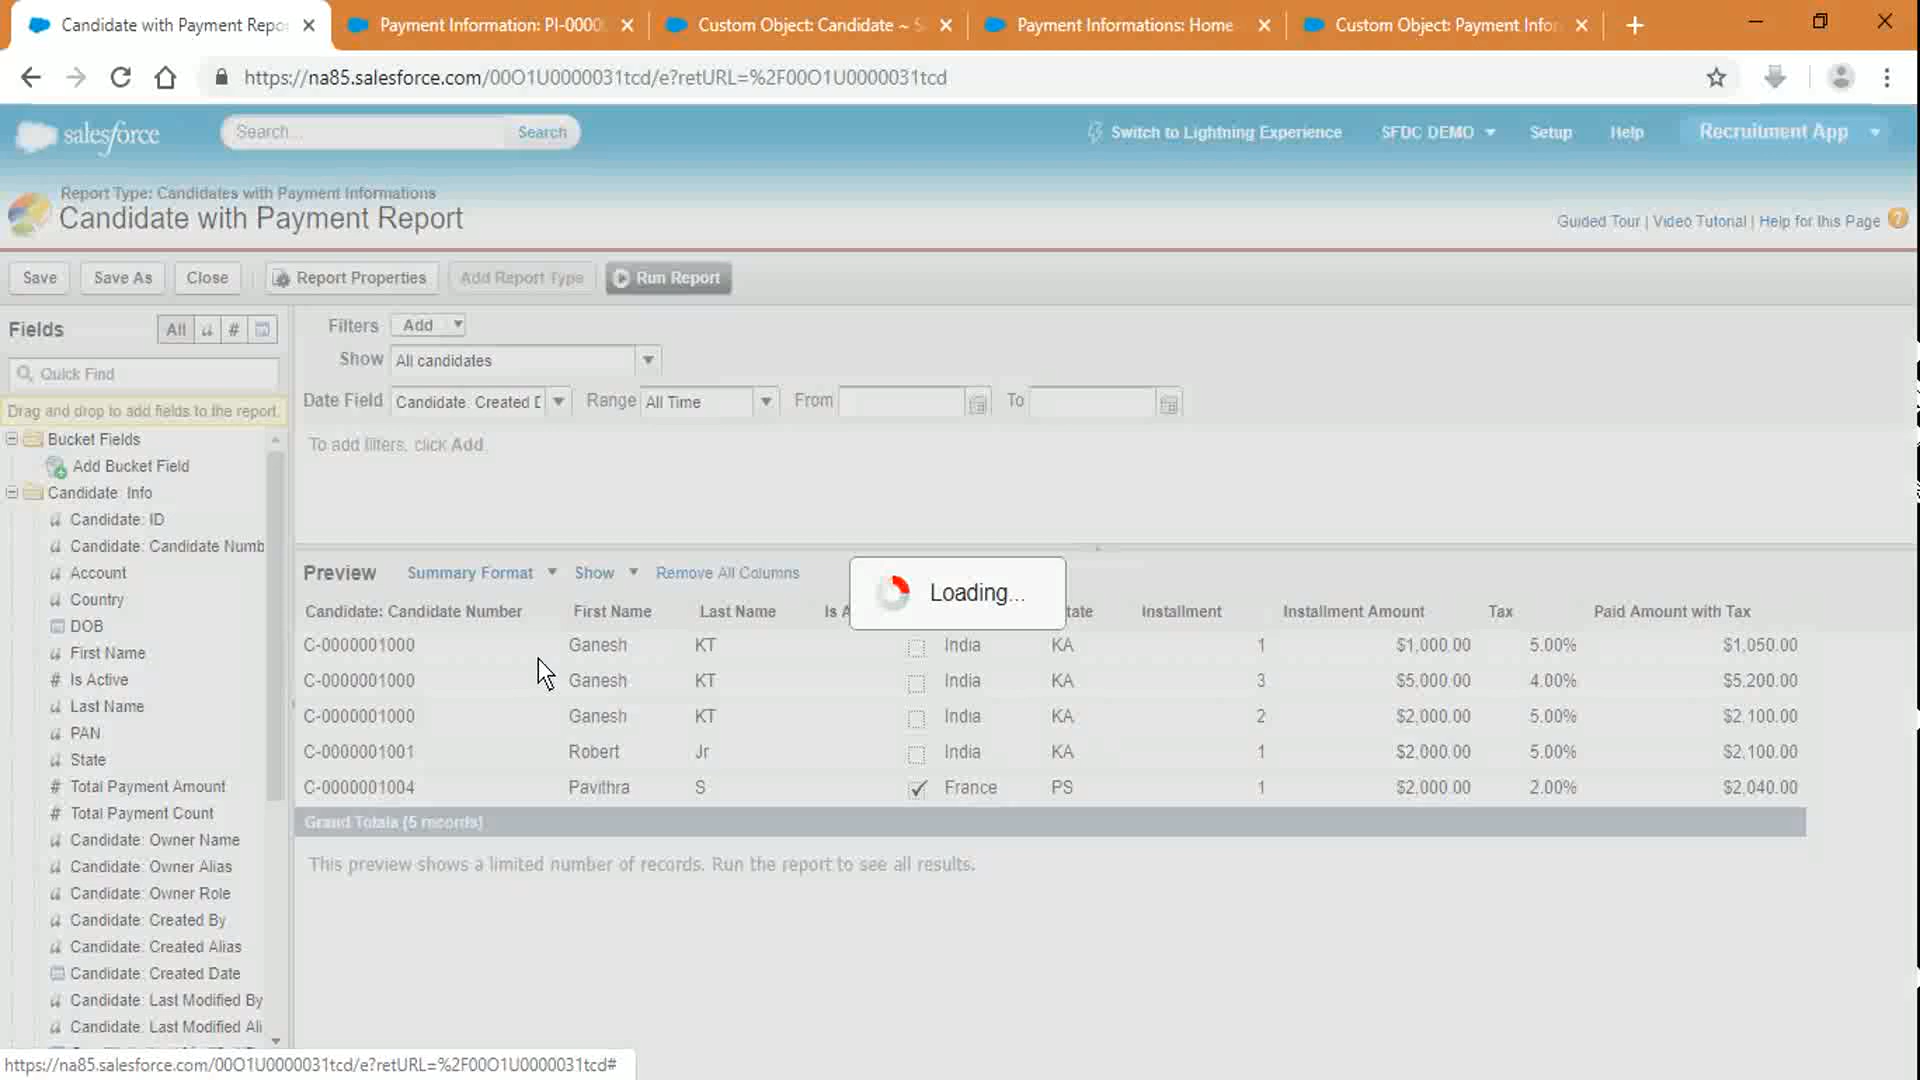 Candidate with Payment Repo
Payment Information: PI-0000
Custom Object: Candidate ~ S
Payment Informations: Home
Custom Object: Payment Infor
https://na85.salesforce.com/00O1U0000031tcd/e?retURL=%2F00O1U0000031tcd
salesforce
Search...
Search
Switch to Lightning Experience
SFDC DEMO
Setup
Help
Recruitment App
Report Type: Candidates with Payment Informations
Candidate with Payment Report
Guided Tour | Video Tutorial | Help for this Page ?
Save
Save As
Close
Report Properties
Add Report Type
Run Report
Fields
All a #
Quick Find
Drag and drop to add fields to the report.
Bucket Fields
Add Bucket Field
Candidate: Info
a Candidate: ID
a Candidate: Candidate Numb
a Account
a Country
DOB
a First Name
# Is Active
a Last Name
a PAN
a State
# Total Payment Amount
# Total Payment Count
a Candidate: Owner Name
a Candidate: Owner Alias
a Candidate: Owner Role
a Candidate: Created By
a Candidate: Created Alias
Candidate: Created Date
a Candidate: Last Modified By
a Candidate: Last Modified Ali
Filters Add
Show All candidates
Date Field Candidate: Created D Range All Time From To
To add filters, click Add.
Preview Summary Format Show Remove All Columns
Loading...
Candidate: Candidate Number First Name Last Name Is A tate Installment Installment Amount Tax Paid Amount with Tax
C-0000001000 Ganesh KT India KA 1 $1,000.00 5.00% $1,050.00
C-0000001000 Ganesh KT India KA 3 $5,000.00 4.00% $5,200.00
C-0000001000 Ganesh KT India KA 2 $2,000.00 5.00% $2,100.00
C-0000001001 Robert Jr India KA 1 $2,000.00 5.00% $2,100.00
C-0000001004 Pavithra S France PS 1 $2,000.00 2.00% $2,040.00
Grand Totals (5 records)
This preview shows a limited number of records. Run the report to see all results.
https://na85.salesforce.com/00O1U0000031tcd/e?retURL=%2F00O1U0000031tcd#